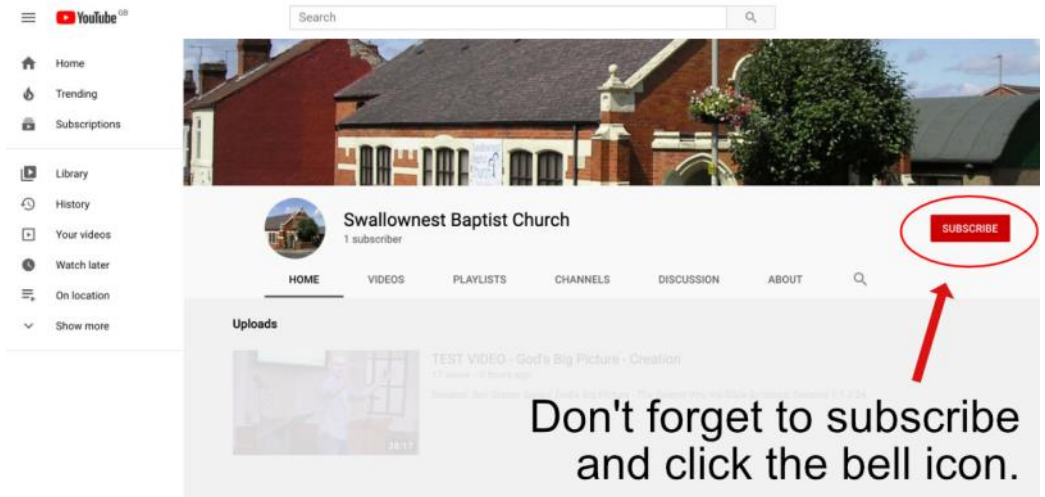 YouTube GB
Search
Home
Trending
Subscriptions
Library
History
Your videos
Watch later
On location
Show more
Swallownest Baptist Church
1 subscriber
SUBSCRIBE
HOME VIDEOS PLAYLISTS CHANNELS DISCUSSION ABOUT
Uploads
TEST VIDEO - God's Big Picture - Creation
38:17
Don't forget to subscribe
and click the bell icon.